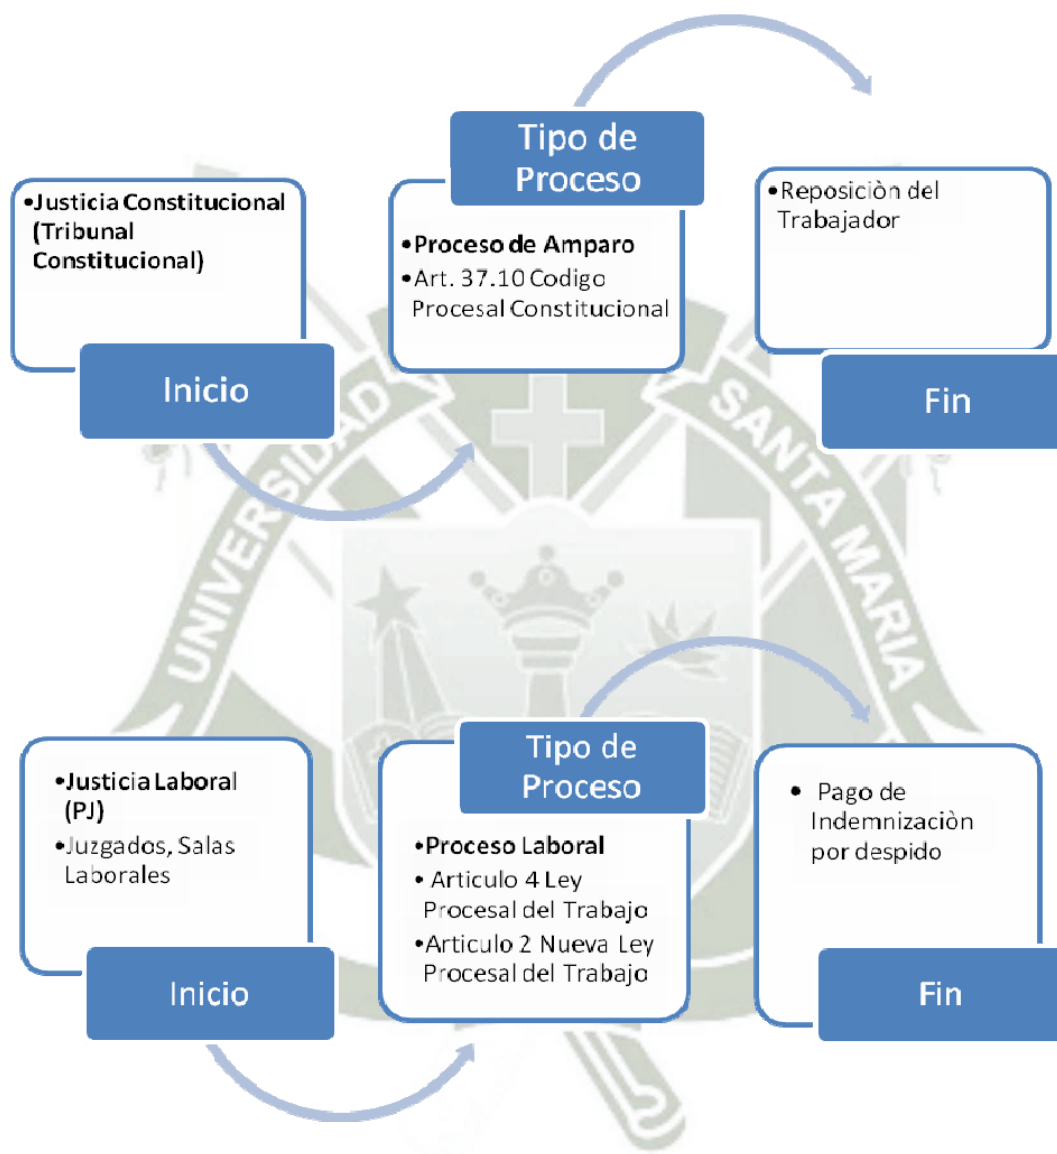 Tipo de
Proceso
•Justicia Constitucional
(Tribunal
Constitucional)
Inicio
•Proceso de Amparo
•Art. 37.10 Codigo
Procesal Constitucional
•Reposiciòn del
Trabajador
Fin
UNIVERSIDAD
SANTA MARIA
Tipo de
Proceso
•Justicia Laboral
(PJ)
•Juzgados, Salas
Laborales
Inicio
•Proceso Laboral
• Articulo 4 Ley
Procesal del Trabajo
•Articulo 2 Nueva Ley
Procesal del Trabajo
• Pago de
Indemnizaciòn
por despido
Fin